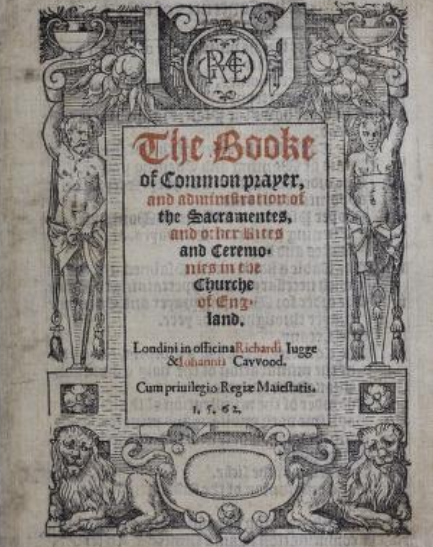 The Booke
of Common prayer,
and administration of
the Sacramentes,
and other Rites
and Ceremo-
nies in the
Churche
of Eng-
land.
Londini in officina Richardi Iugge
& Iohannis Cavvood.
Cum priuilegio Regiæ Maiestatis.
1. 5. 62.